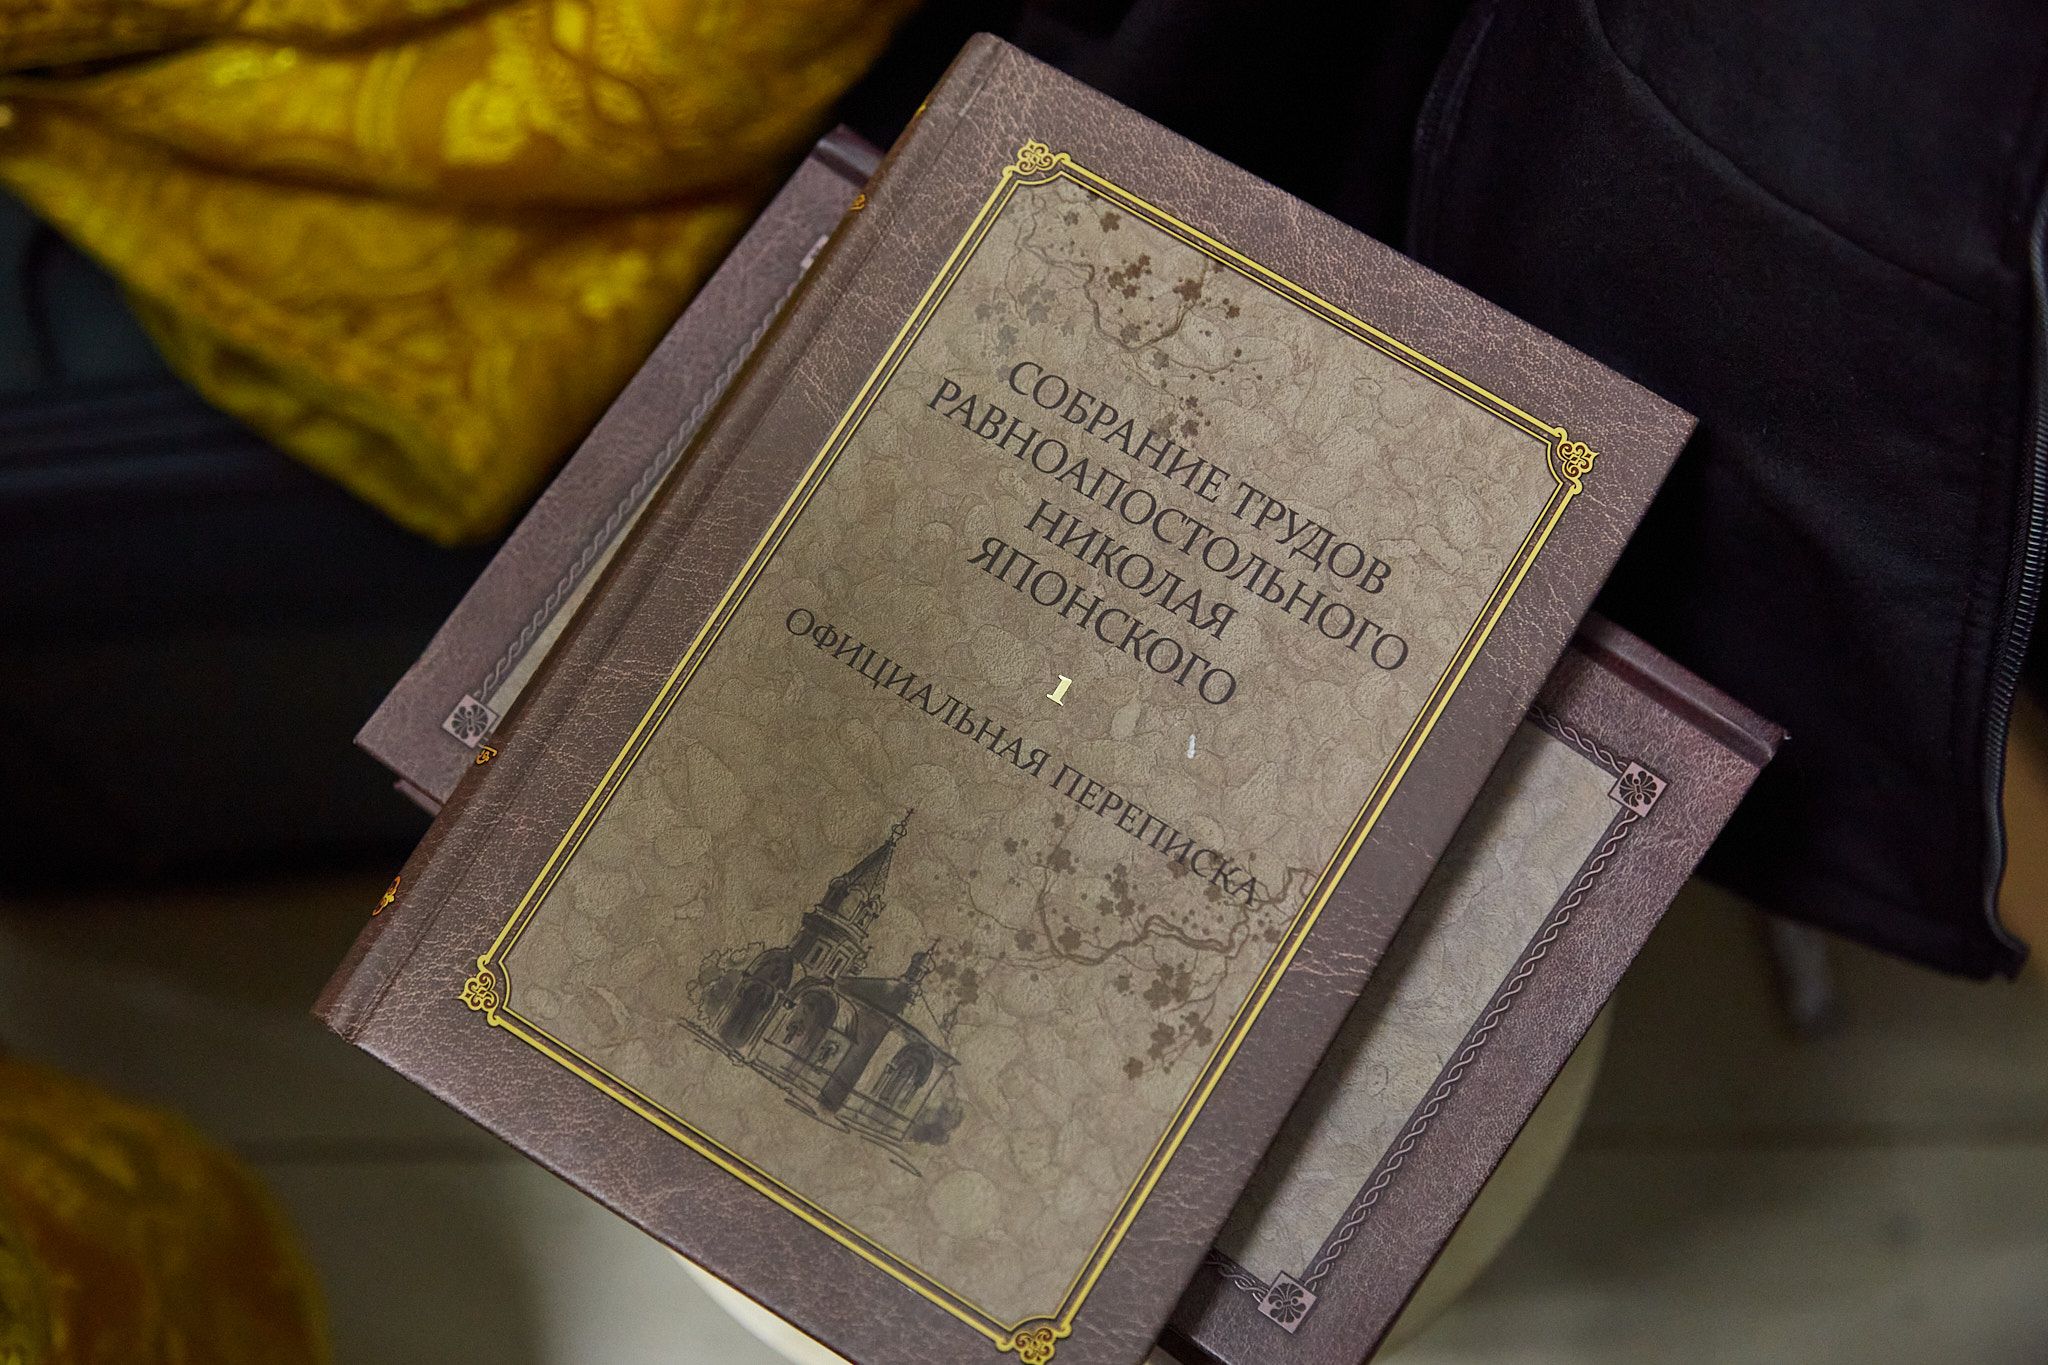 СОБРАНИЕ ТРУДОВ
РАВНОАПОСТОЛЬНОГО
НИКОЛАЯ
ЯПОНСКОГО
1
ОФИЦИАЛЬНАЯ ПЕРЕПИСКА